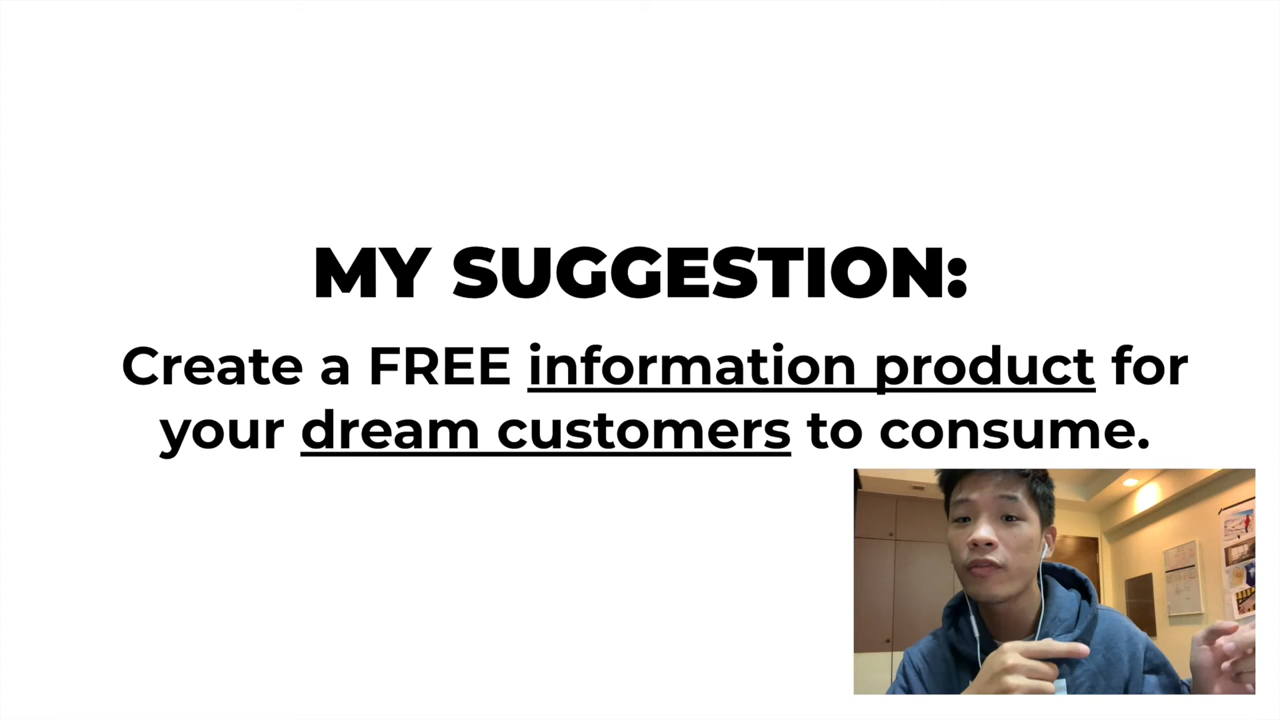 MY SUGGESTION:
Create a FREE information product for
your dream customers to consume.